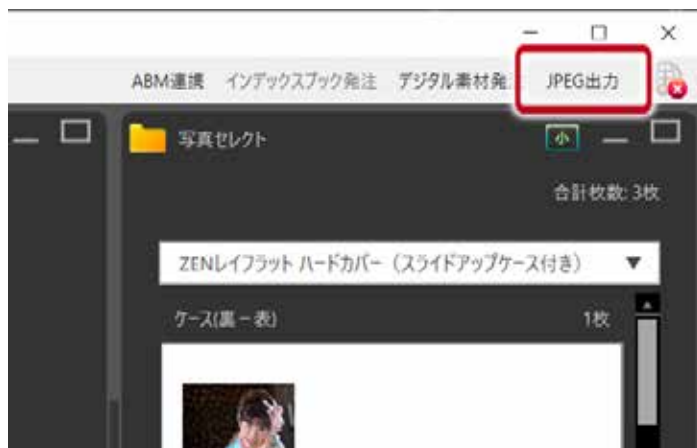 ABM連携 インデックスブック発注 デジタル素材発 JPEG出力
写真セレクト 小
合計枚数: 3枚
ZENレイフラット ハードカバー (スライドアップケース付き) ▼
ケース(裏－表) 1枚